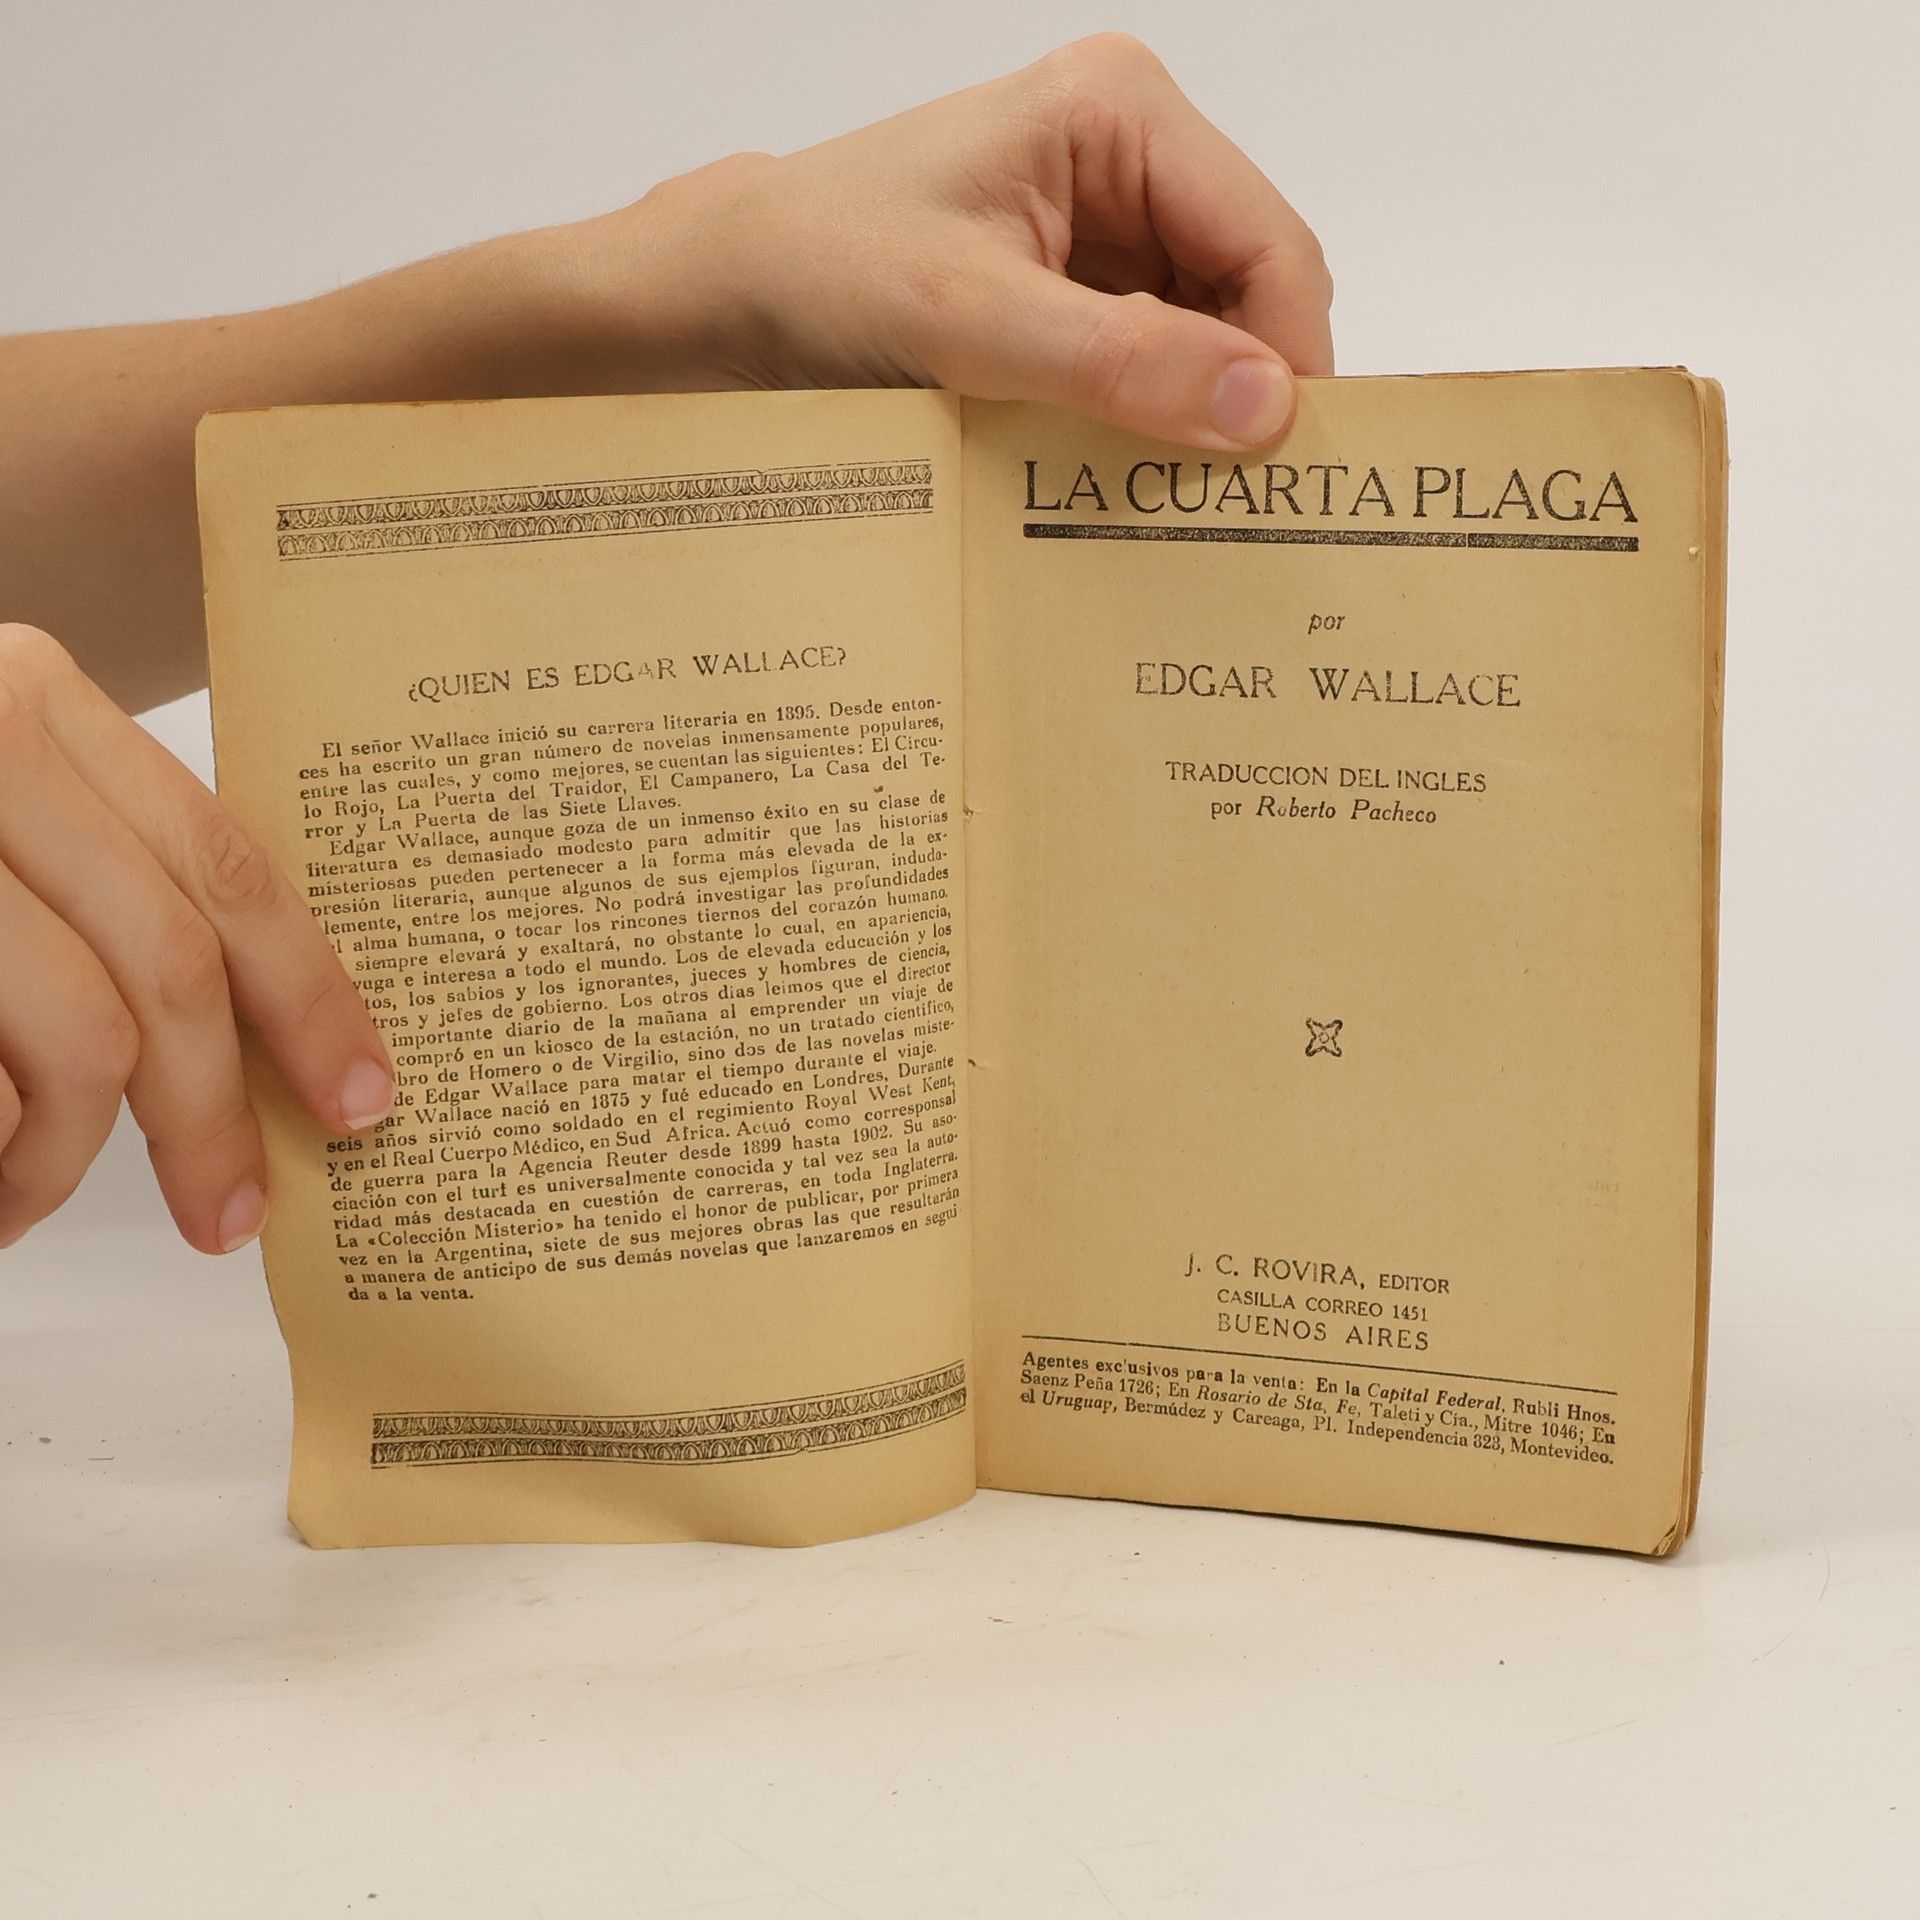 ¿QUIEN ES EDGAR WALLACE?
El señor Wallace inició su carrera literaria en 1895. Desde enton-
ces ha escrito un gran número de novelas inmensamente populares,
entre las cuales, y como mejores, se cuentan las siguientes: El Círcu-
lo Rojo, La Puerta del Traidor, El Campanero, La Casa del Te-
rror y La Puerta de las Siete Llaves.
Edgar Wallace, aunque goza de un inmenso éxito en su clase de
literatura es demasiado modesto para admitir que las historias
misteriosas pueden pertenecer a la forma más elevada de la ex-
presión literaria, aunque algunos de sus ejemplos figuran, induda-
lemente, entre los mejores. No podrá investigar las profundidades
l alma humana, o tocar los rincones tiernos del corazón humano.
siempre elevará y exaltará, no obstante lo cual, en apariencia,
yuga e interesa a todo el mundo. Los de elevada educación y los
tos, los sabios y los ignorantes, jueces y hombres de ciencia,
tros y jefes de gobierno. Los otros días leimos que el director
importante diario de la mañana al emprender un viaje de
compró en un kiosco de la estación, no un tratado científico,
bro de Homero o de Virgilio, sino dos de las novelas miste-
de Edgar Wallace para matar el tiempo durante el viaje.
gar Wallace nació en 1875 y fué educado en Londres. Durante
seis años sirvió como soldado en el regimiento Royal West Kent,
y en el Real Cuerpo Médico, en Sud Africa. Actuó como corresponsal
de guerra para la Agencia Reuter desde 1899 hasta 1902. Su aso-
ciación con el turf es universalmente conocida y tal vez sea la auto-
ridad más destacada en cuestión de carreras, en toda Inglaterra.
La «Colección Misterio» ha tenido el honor de publicar, por primera
vez en la Argentina, siete de sus mejores obras las que resultarán
a manera de anticipo de sus demás novelas que lanzaremos en segui-
da a la venta.
LA CUARTA PLAGA
por
EDGAR WALLACE
TRADUCCION DEL INGLES
por Roberto Pacheco
J. C. ROVIRA, EDITOR
CASILLA CORREO 1451
BUENOS AIRES
Agentes exclusivos para la venta: En la Capital Federal, Rubli Hnos.
Saenz Peña 1726; En Rosario de Sta. Fe, Taleti y Cía., Mitre 1046; En
el Uruguay, Bermúdez y Careaga, Pl. Independencia 823, Montevideo.